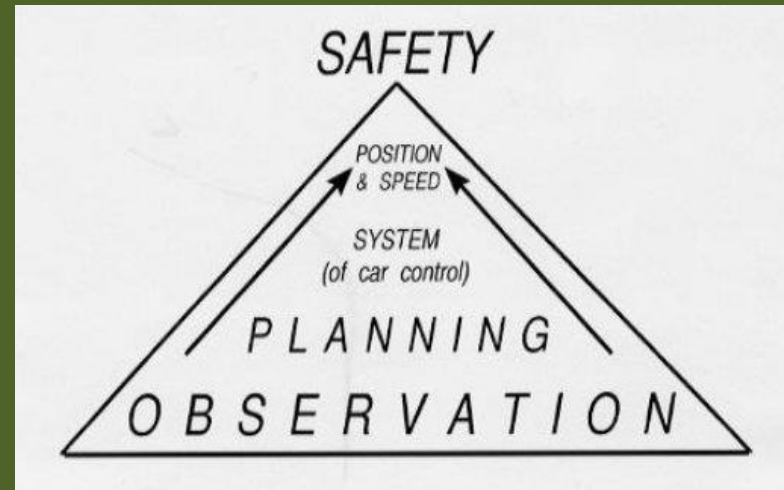 SAFETY
POSITION
& SPEED
SYSTEM
(of car control)
PLANNING
OBSERVATION